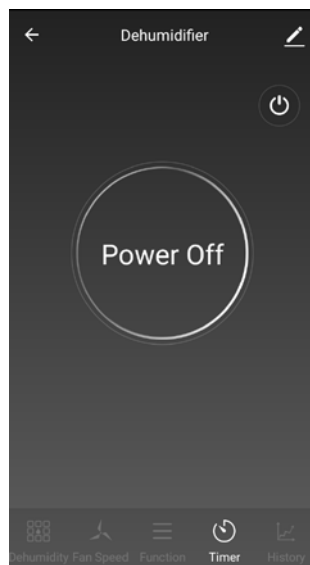 Dehumidifier
Power Off
Dehumidity Fan Speed Function Timer History